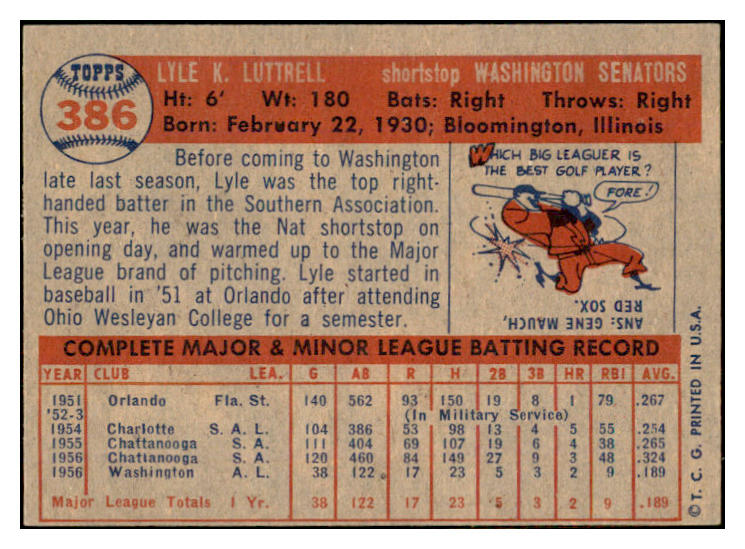 TOPPS
386
LYLE K. LUTTRELL shortstop WASHINGTON SENATORS
Ht: 6' Wt: 180 Bats: Right Throws: Right
Born: February 22, 1930; Bloomington, Illinois
Before coming to Washington
late last season, Lyle was the top right-
handed batter in the Southern Association.
This year, he was the Nat shortstop on
opening day, and warmed up to the Major
League brand of pitching. Lyle started in
baseball in '51 at Orlando after attending
Ohio Wesleyan College for a semester.
WHICH BIG LEAGUER IS
THE BEST GOLF PLAYER?
FORE!
ANS: GENE MAUCH,
RED SOX.
COMPLETE MAJOR & MINOR LEAGUE BATTING RECORD
YEAR CLUB LEA. G AB R H 2B 3B HR RBI AVG.
1951 Orlando Fla. St. 140 562 93 150 19 8 1 79 .267
'52-3 (In Military Service)
1954 Charlotte S. A. L. 104 386 53 98 13 4 5 55 .254
1955 Chattanooga S. A. 111 404 69 107 19 6 4 38 .265
1956 Chattanooga S. A. 120 460 84 149 27 9 3 48 .324
1956 Washington A. L. 38 122 17 23 5 3 2 9 .189
Major League Totals 1 Yr. 38 122 17 23 5 3 2 9 .189
© T. C. G. PRINTED IN U.S.A.